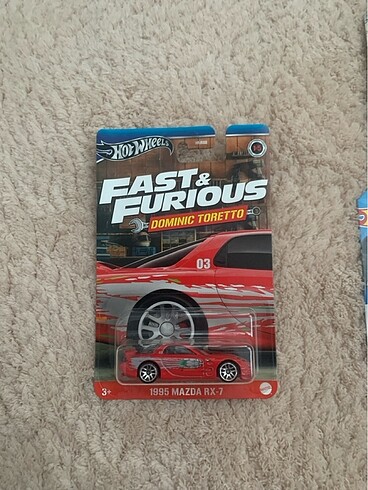 HOT WHEELS
FAST &
FURIOUS
DOMINIC TORETTO
03
3+
1995 MAZDA RX-7